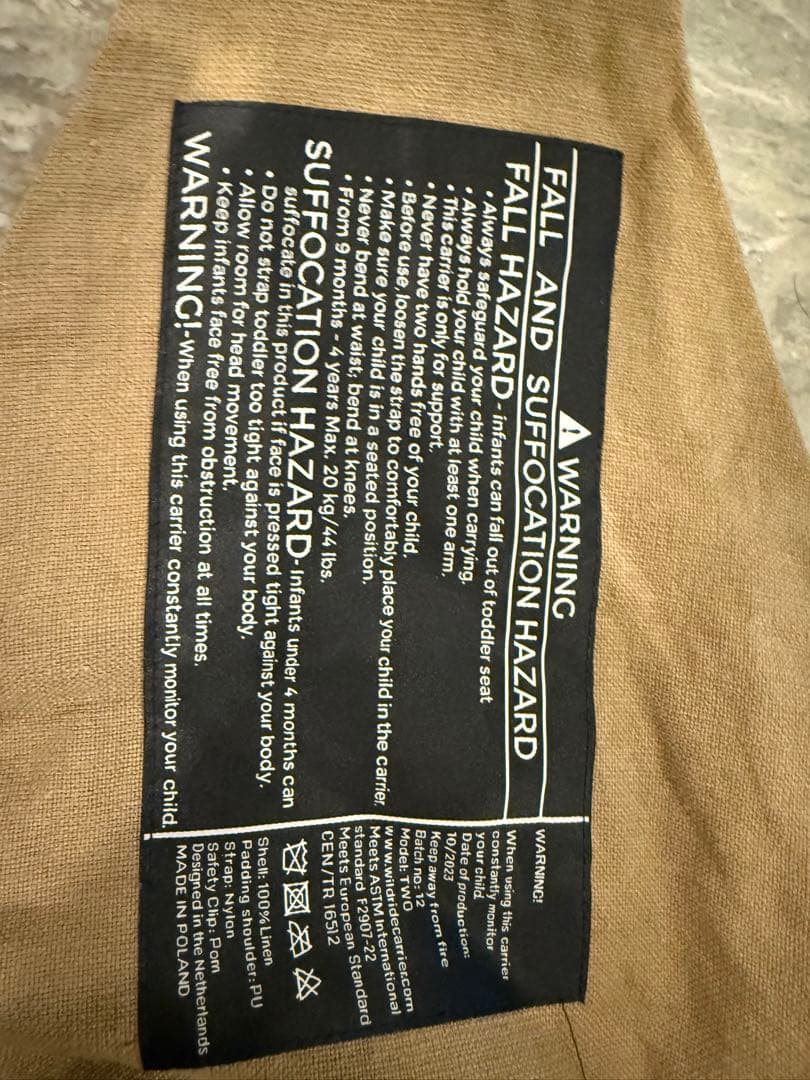 WARNING
FALL AND SUFFOCATION HAZARD
FALL HAZARD - infants can fall out of toddler seat
• Always safeguard your child when carrying.
• Always hold your child with at least one arm.
• This carrier is only for support.
• Never have two hands free of your child.
• Before use, loosen the strap to comfortably place your child in the carrier.
• Make sure your child is in a seated position.
• Never bend at waist; bend at knees.
• From 9 months - 4 years Max. 20 kg/44 lbs.
SUFFOCATION HAZARD - Infants under 4 months can
suffocate in this product if face is pressed tight against your body.
• Do not strap toddler too tight against your body.
• Allow room for head movement.
• Keep infants face free from obstruction at all times.
WARNING! - When using this carrier constantly monitor your child.
WARNING!
When using this carrier
constantly monitor
your child.
Date of production:
10/2023
Keep away from fire
Batch no: 12
Model: TWO
www.wildridecarrier.com
Meets ASTM International
standard F2907-22
Meets European Standard
CEN/TR 16512
Shell: 100% Linen
Padding shoulder: PU
Strap: Nylon
Safety Clip: Pom
Designed in the Netherlands
MADE IN POLAND